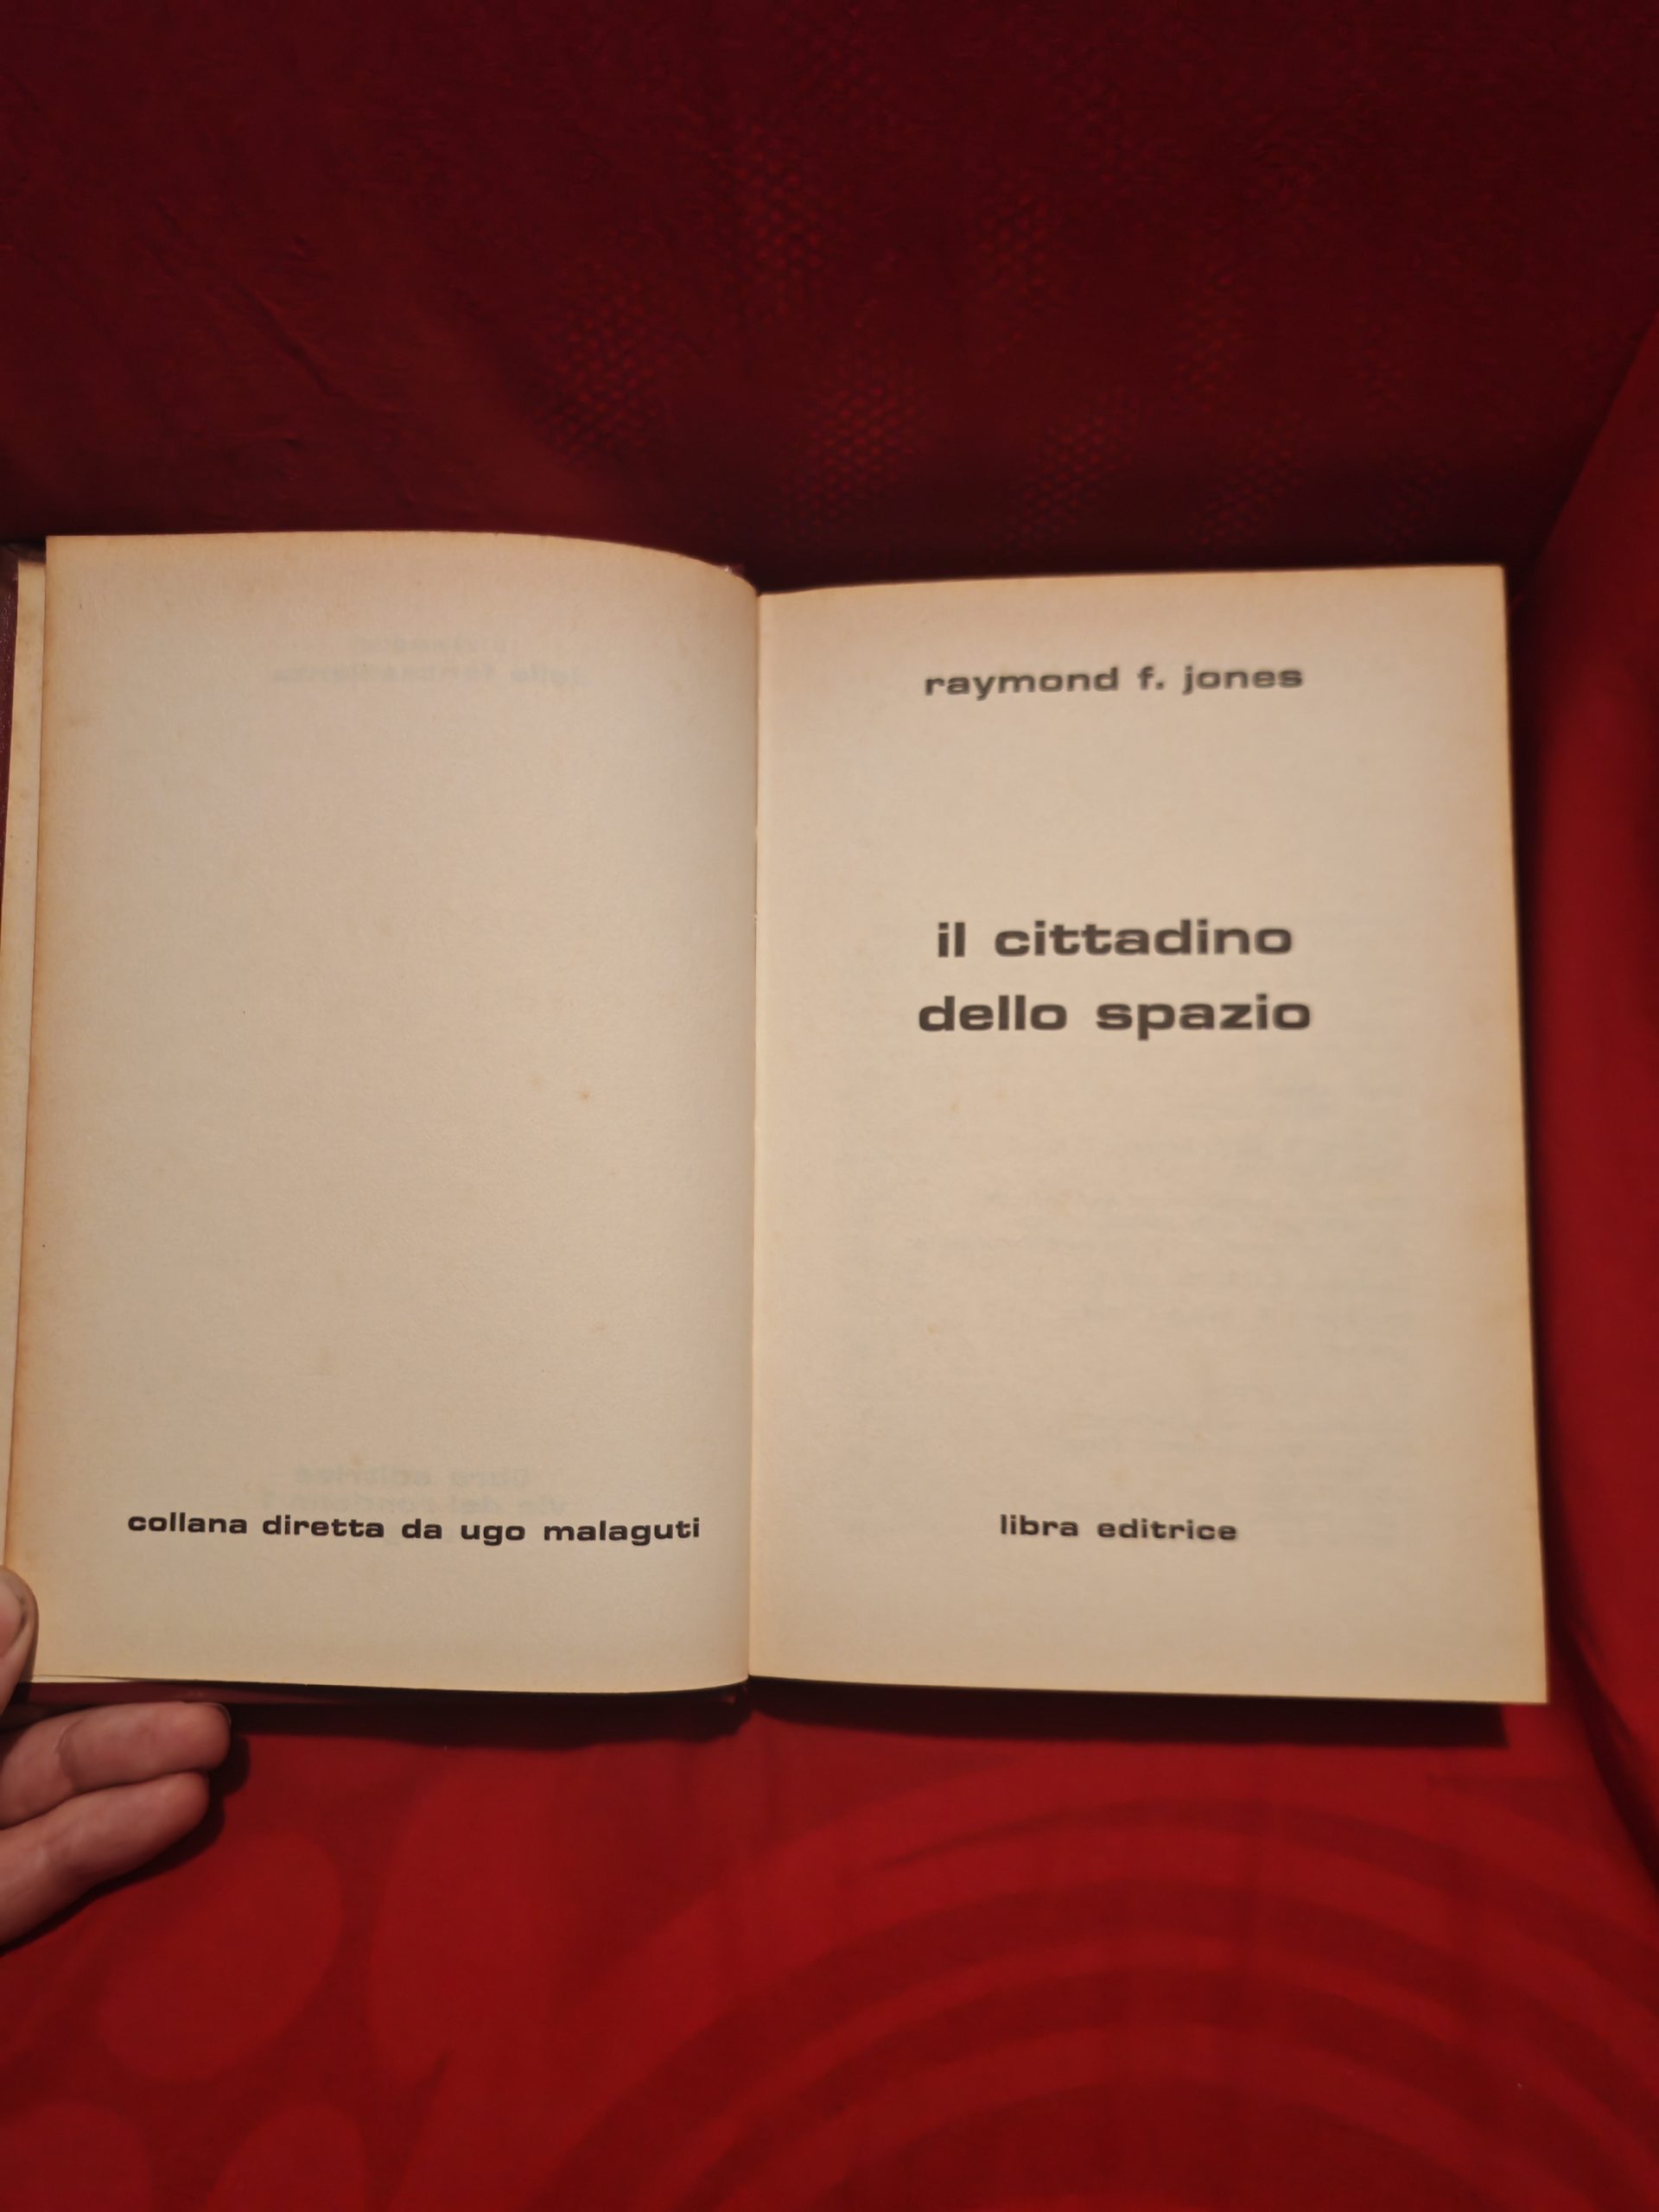 collana diretta da ugo malaguti
raymond f. jones
il cittadino
dello spazio
libra editrice